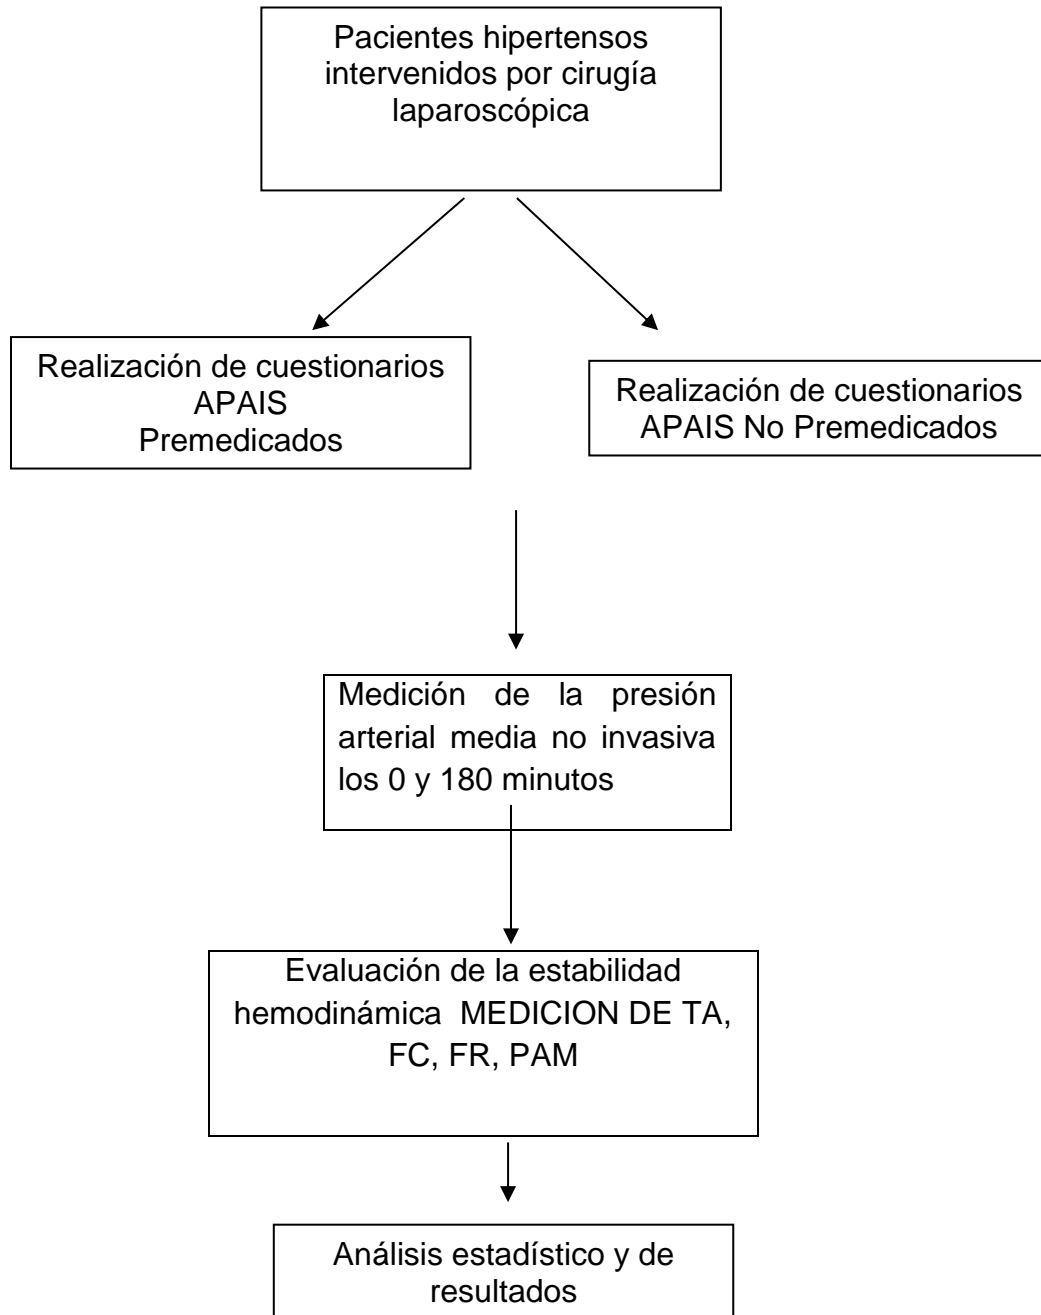 Pacientes hipertensos
intervenidos por cirugía
laparoscópica
Realización de cuestionarios
APAIS
Premedicados
Realización de cuestionarios
APAIS No Premedicados
Medición de la presión
arterial media no invasiva
los 0 y 180 minutos
Evaluación de la estabilidad
hemodinámica MEDICION DE TA,
FC, FR, PAM
Análisis estadístico y de
resultados